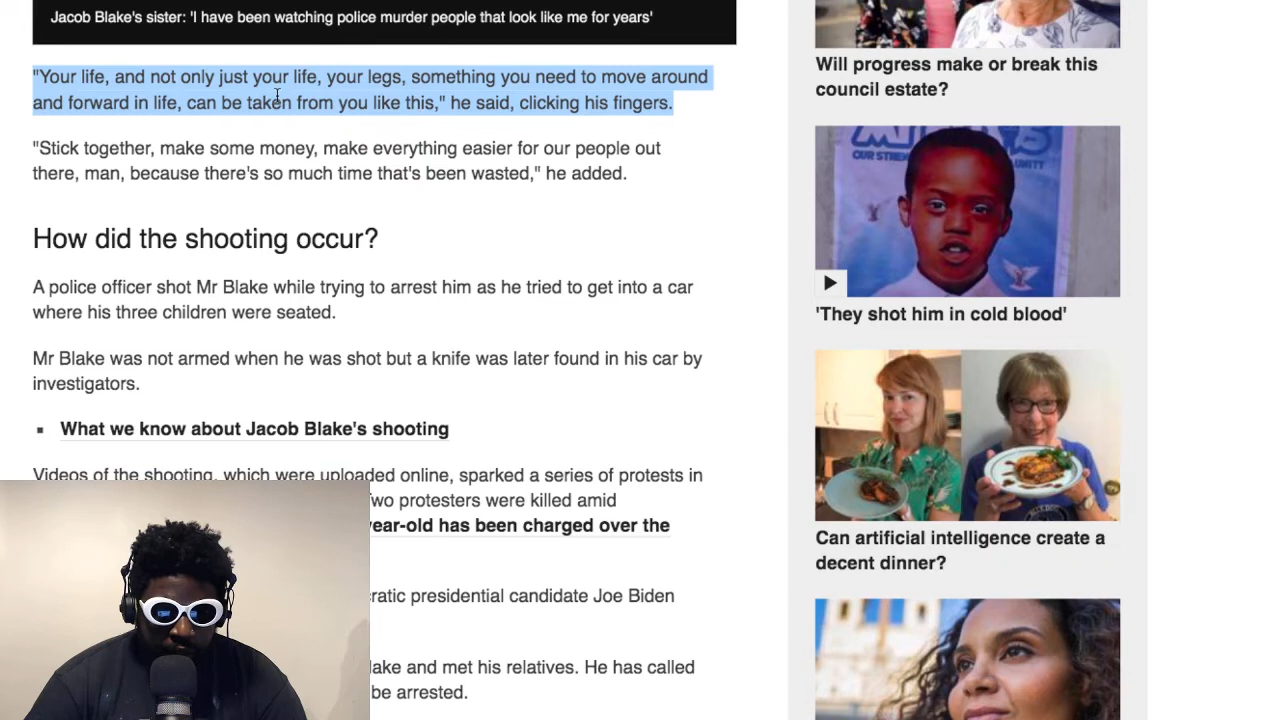 Jacob Blake's sister: 'I have been watching police murder people that look like me for years'
"Your life, and not only just your life, your legs, something you need to move around
and forward in life, can be taken from you like this," he said, clicking his fingers.
"Stick together, make some money, make everything easier for our people out
there, man, because there's so much time that's been wasted," he added.
How did the shooting occur?
A police officer shot Mr Blake while trying to arrest him as he tried to get into a car
where his three children were seated.
Mr Blake was not armed when he was shot but a knife was later found in his car by
investigators.
What we know about Jacob Blake's shooting
Videos of the shooting, which were uploaded online, sparked a series of protests in
Two protesters were killed amid
year-old has been charged over the
ratic presidential candidate Joe Biden
lake and met his relatives. He has called
be arrested.
Will progress make or break this
council estate?
OUR STREN
UNITY
'They shot him in cold blood'
Can artificial intelligence create a
decent dinner?